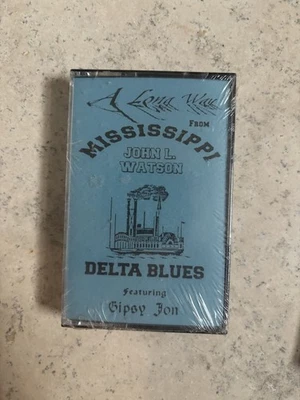 A Long Way
FROM
MISSISSIPPI
JOHN L.
WATSON
DELTA BLUES
Featuring
Gipsy Jon